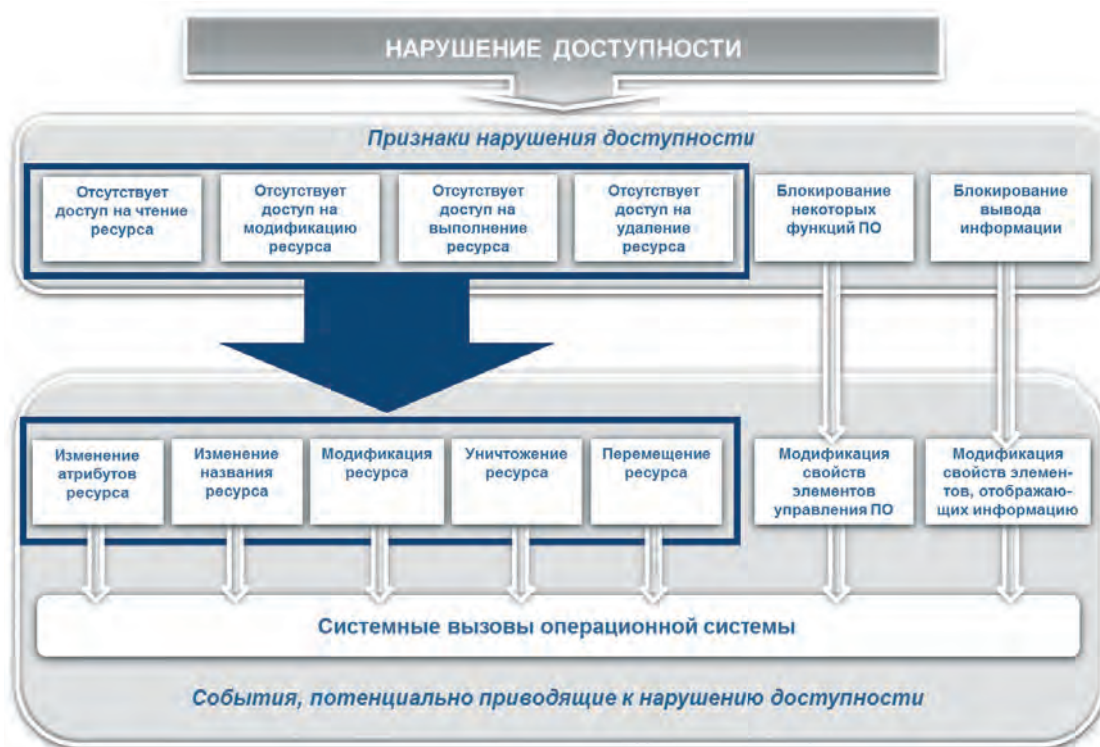 НАРУШЕНИЕ ДОСТУПНОСТИ
Признаки нарушения доступности
Отсутствует
доступ на чтение
ресурса
Отсутствует
доступ на
модификацию
ресурса
Отсутствует
доступ на
выполнение
ресурса
Отсутствует
доступ на
удаление
ресурса
Блокирование
некоторых
функций ПО
Блокирование
вывода
информации
Изменение
атрибутов
ресурса
Изменение
названия
ресурса
Модификация
ресурса
Уничтожение
ресурса
Перемещение
ресурса
Модификация
свойств
элементов
управления ПО
Модификация
свойств элемен-
тов, отображаю-
щих информацию
Системные вызовы операционной системы
События, потенциально приводящие к нарушению доступности